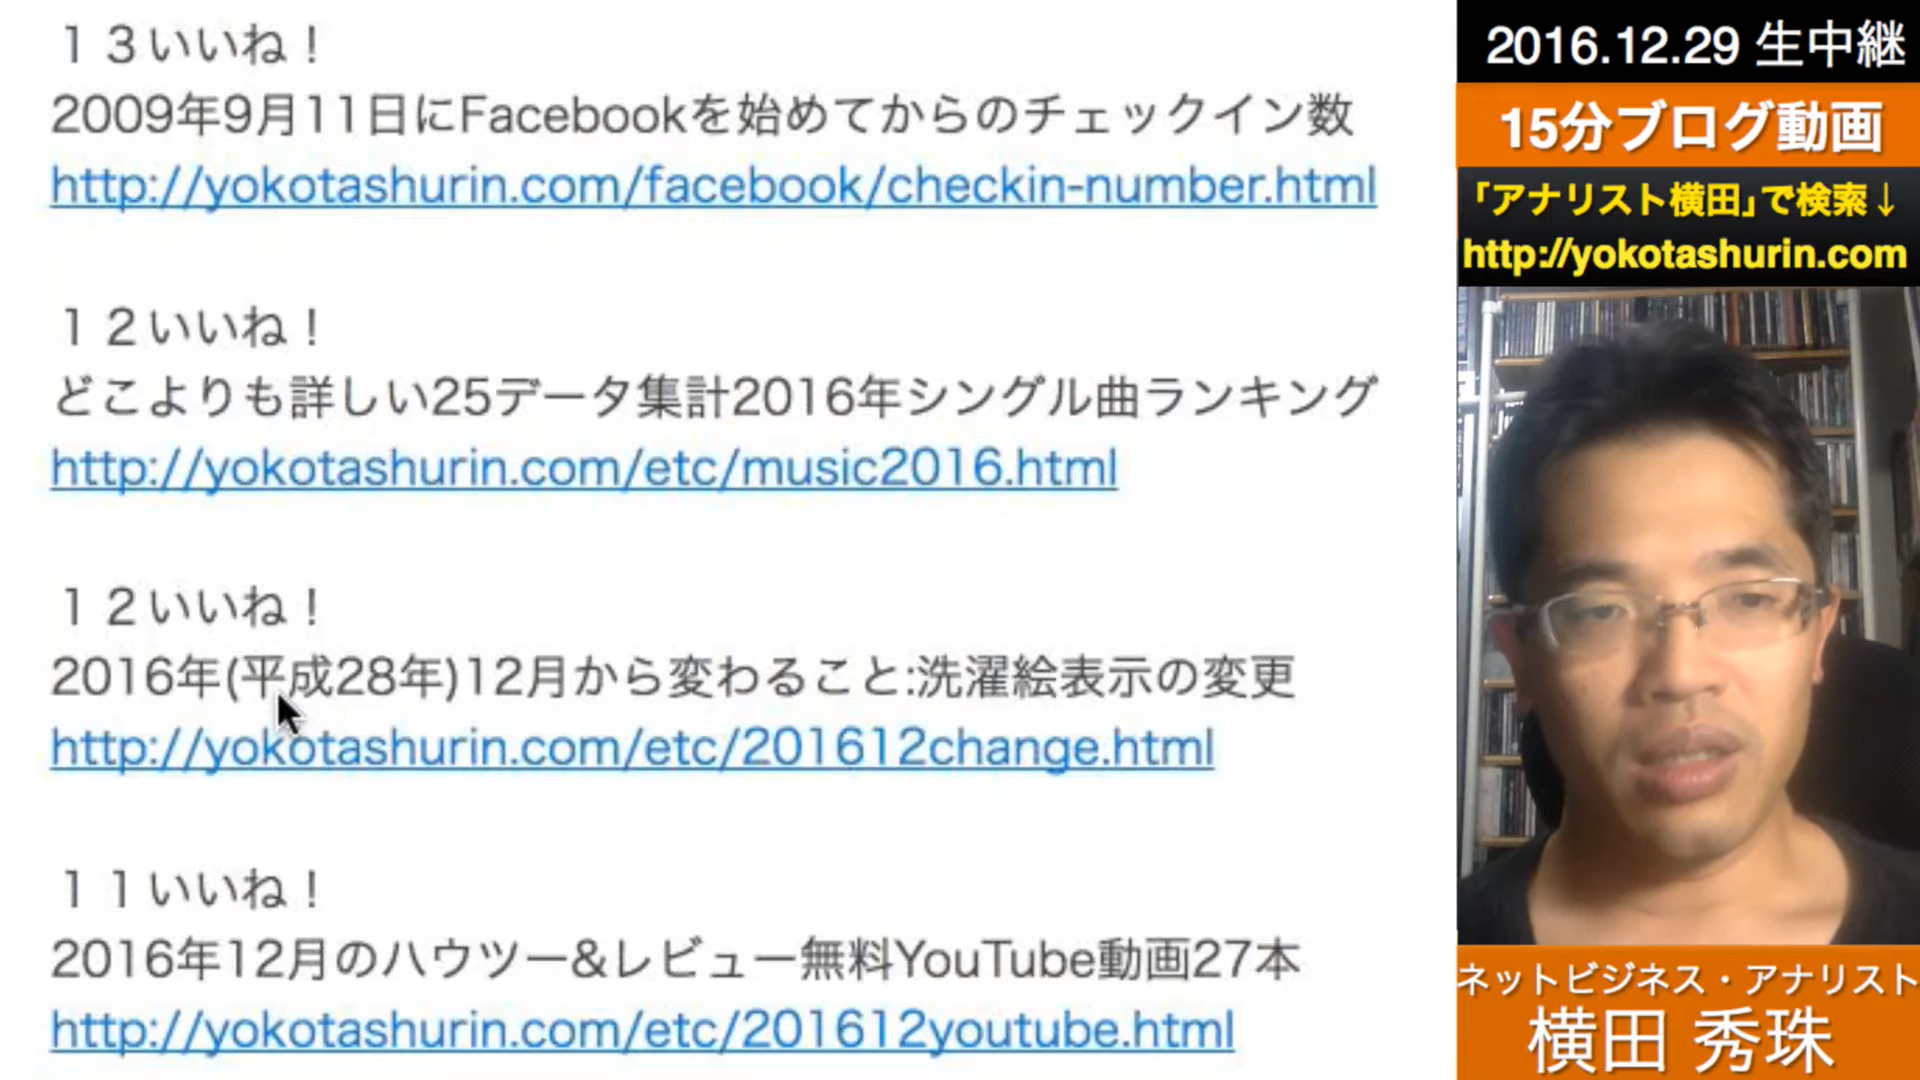 １３いいね！
2009年9月11日にFacebookを始めてからのチェックイン数
http://yokotashurin.com/facebook/checkin-number.html
１２いいね！
どこよりも詳しい25データ集計2016年シングル曲ランキング
http://yokotashurin.com/etc/music2016.html
１２いいね！
2016年(平成28年)12月から変わること:洗濯絵表示の変更
http://yokotashurin.com/etc/201612change.html
１１いいね！
2016年12月のハウツー&レビュー無料YouTube動画27本
http://yokotashurin.com/etc/201612youtube.html
2016.12.29 生中継
15分ブログ動画
｢アナリスト横田｣で検索↓
http://yokotashurin.com
ネットビジネス・アナリスト
横田 秀珠